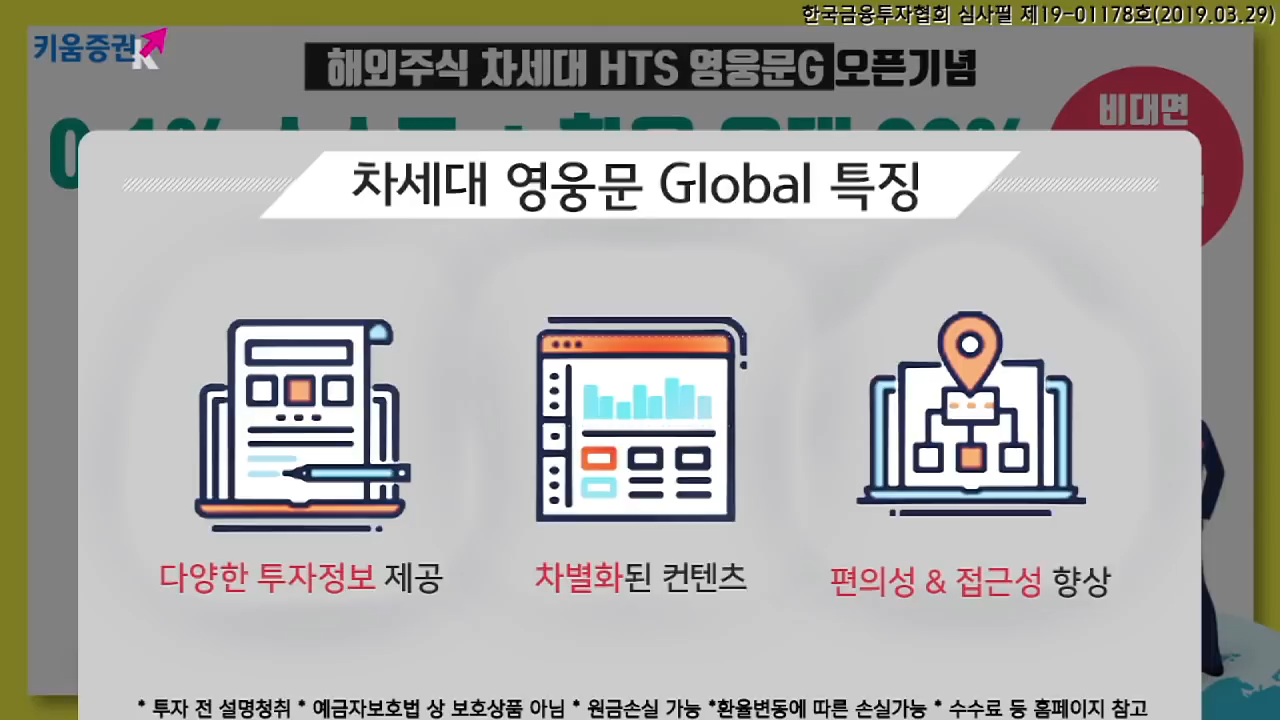 한국금융투자협회 심사필 제19-01178호(2019.03.29)
키움증권
해외주식 차세대 HTS 영웅문G 오픈기념
비대면
차세대 영웅문 Global 특징
다양한 투자정보 제공
차별화된 컨텐츠
편의성 & 접근성 향상
* 투자 전 설명청취 * 예금자보호법 상 보호상품 아님 * 원금손실 가능 *환율변동에 따른 손실가능 * 수수료 등 홈페이지 참고